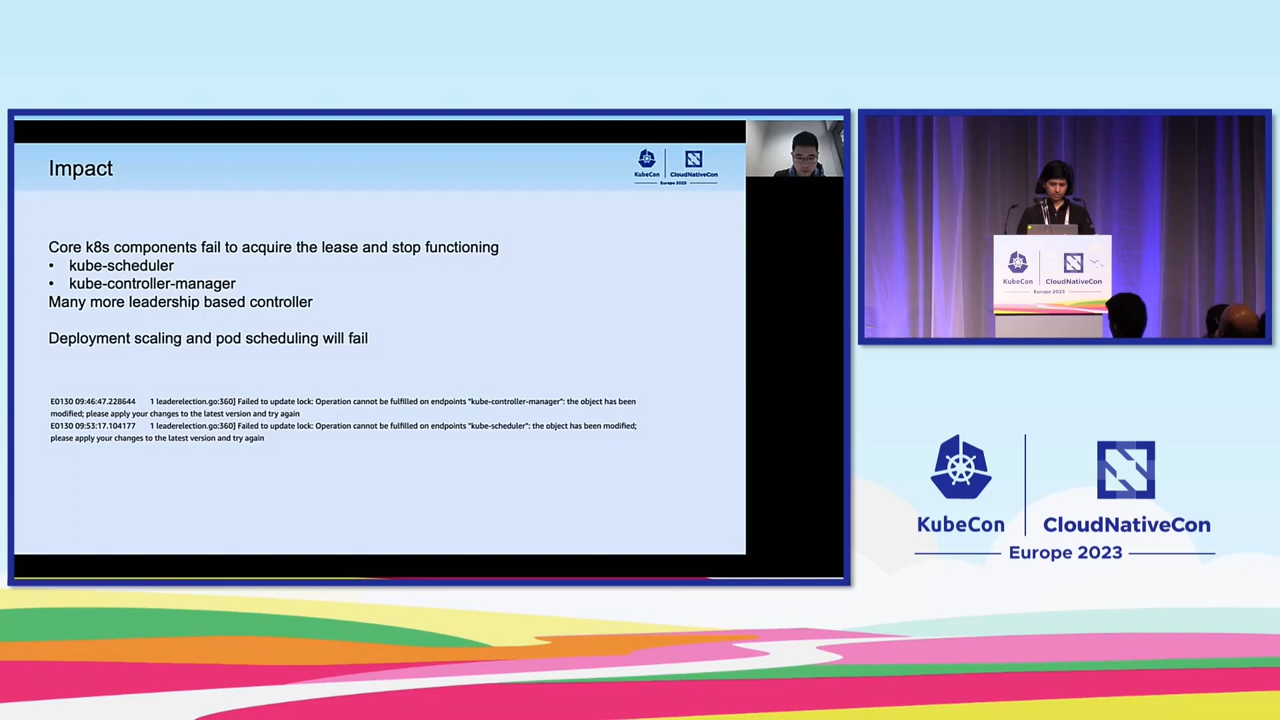 Impact
KubeCon
CloudNativeCon
Europe 2023
Core k8s components fail to acquire the lease and stop functioning
• kube-scheduler
• kube-controller-manager
Many more leadership based controller
Deployment scaling and pod scheduling will fail
E0130 09:46:47.228644 1 leaderelection.go:360] Failed to update lock: Operation cannot be fulfilled on endpoints "kube-controller-manager": the object has been
modified; please apply your changes to the latest version and try again
E0130 09:53:17.104177 1 leaderelection.go:360] Failed to update lock: Operation cannot be fulfilled on endpoints "kube-scheduler": the object has been modified;
please apply your changes to the latest version and try again
KubeCon
CloudNativeCon
Europe 2023
KubeCon
CloudNativeCon
Europe 2023